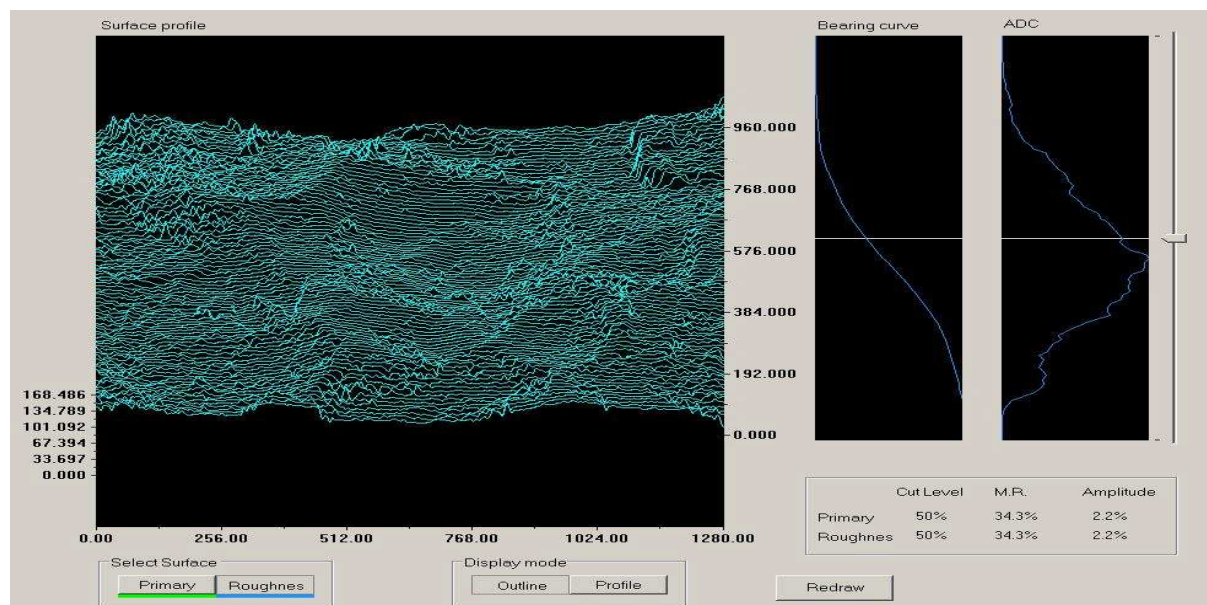 Surface profile
Bearing curve
ADC
960.000
768.000
576.000
384.000
192.000
0.000
168.486
134.789
101.092
67.394
33.697
0.000
0.00 256.00 512.00 768.00 1024.00 1280.00
Cut Level M.R. Amplitude
Primary 50% 34.3% 2.2%
Roughnes 50% 34.3% 2.2%
Select Surface
Primary Roughnes
Display mode
Outline Profile
Redraw